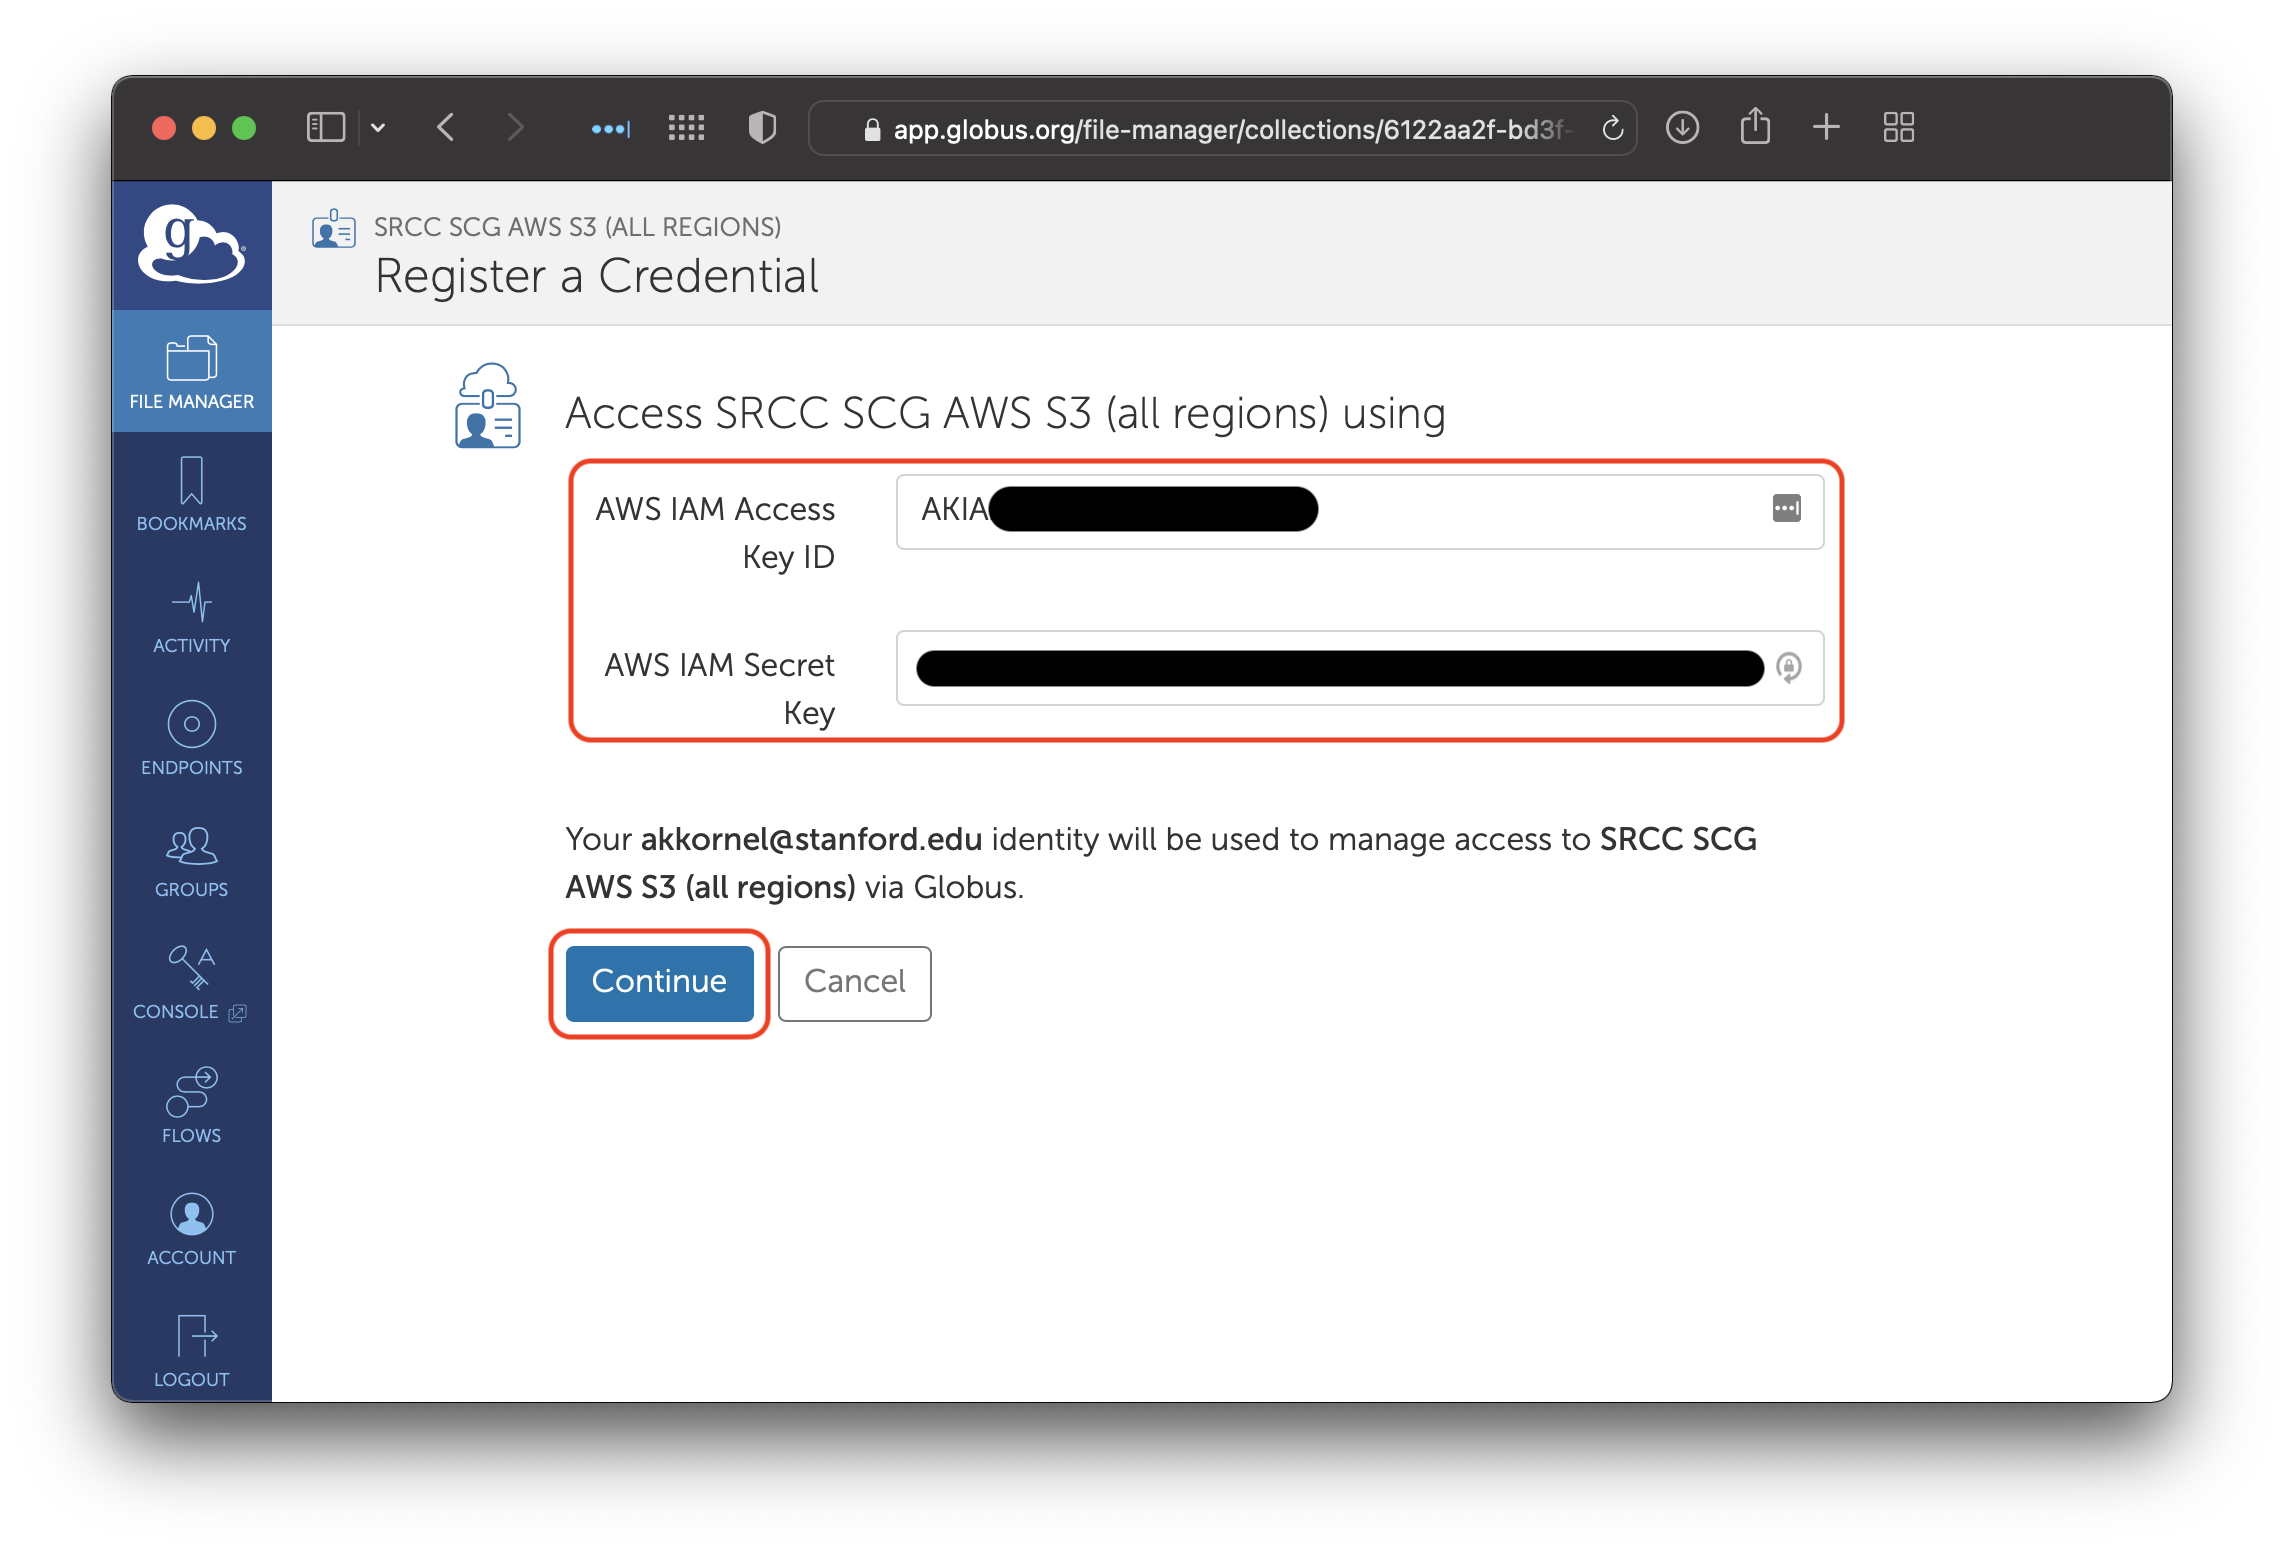 app.globus.org/file-manager/collections/6122aa2f-bd3f-
g
SRCC SCG AWS S3 (ALL REGIONS)
Register a Credential
FILE MANAGER
BOOKMARKS
ACTIVITY
ENDPOINTS
GROUPS
CONSOLE
FLOWS
ACCOUNT
LOGOUT
Access SRCC SCG AWS S3 (all regions) using
AWS IAM Access
Key ID
AKIA
AWS IAM Secret
Key
Your akkornel@stanford.edu identity will be used to manage access to SRCC SCG
AWS S3 (all regions) via Globus.
Continue
Cancel